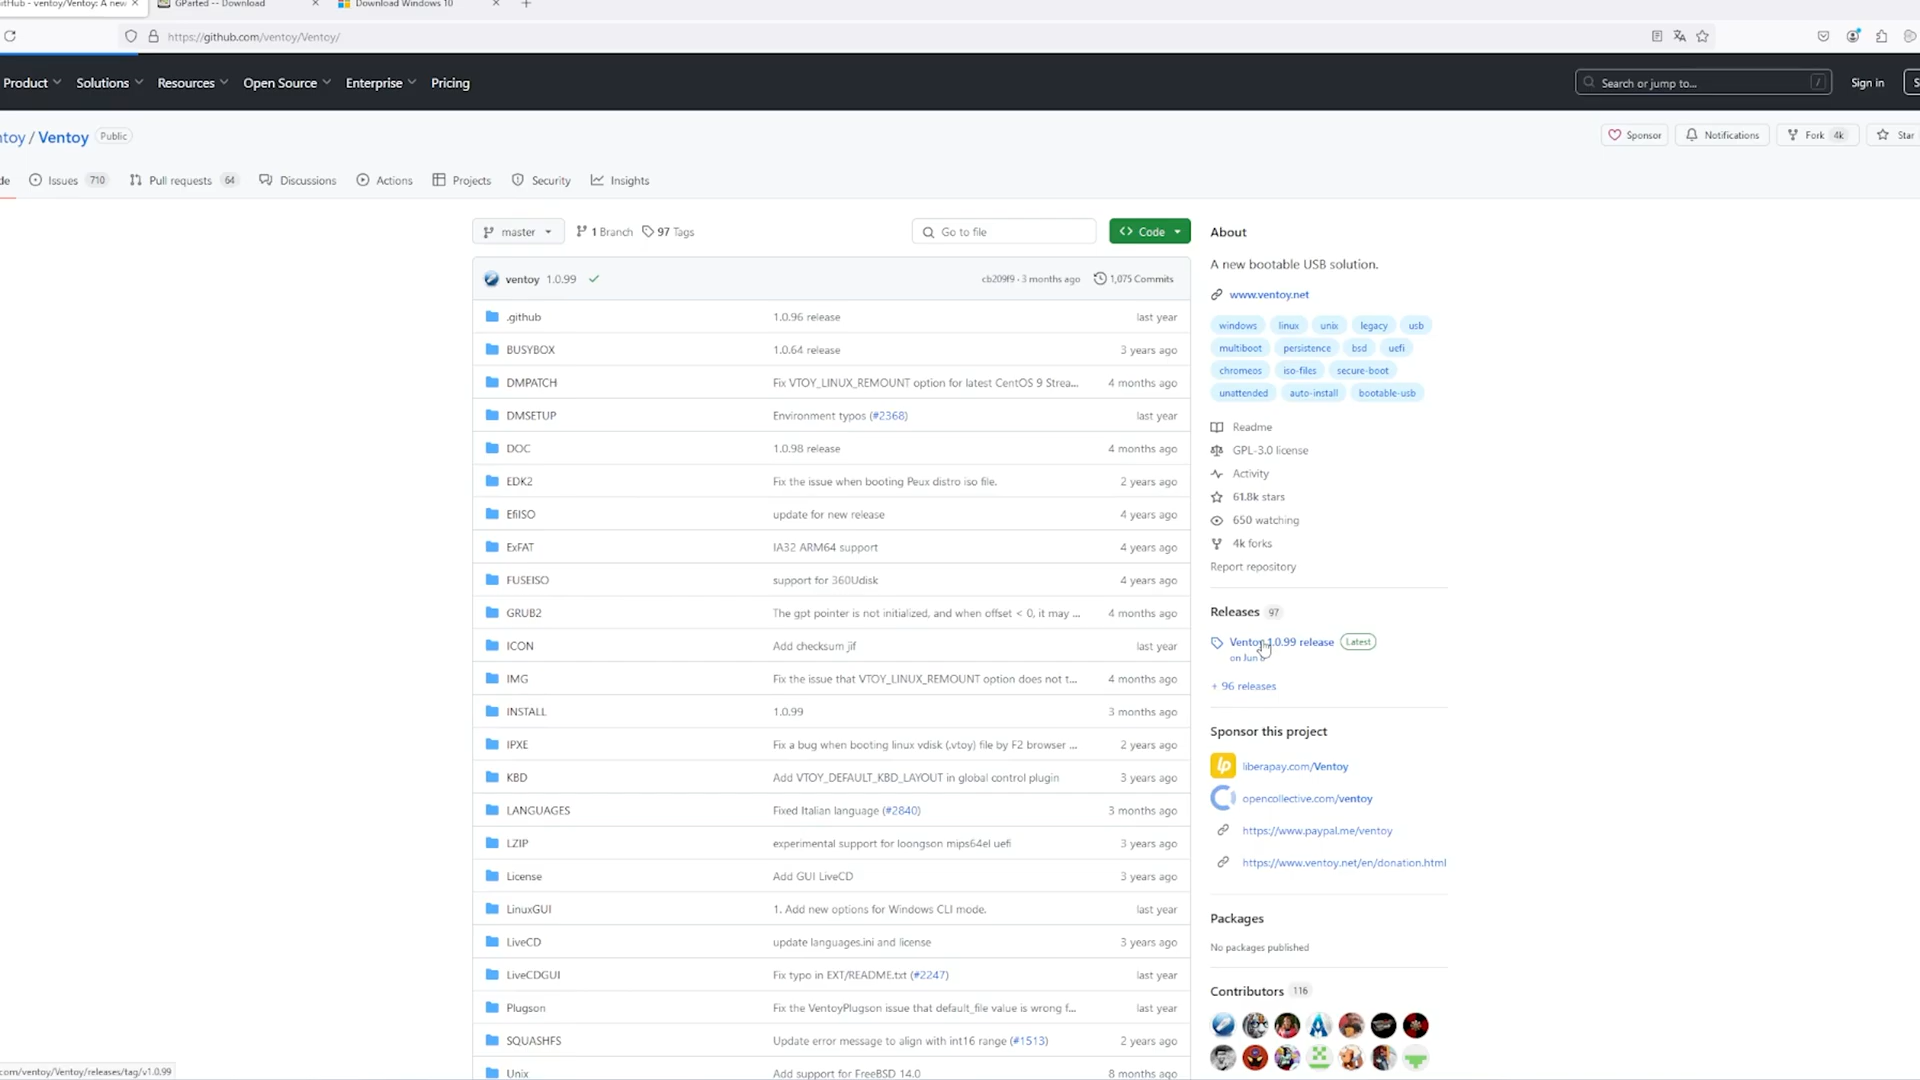 itHub - ventoy/Ventoy: A new
GParted -- Download
Download Windows 10
https://github.com/ventoy/Ventoy/
Product
Solutions
Resources
Open Source
Enterprise
Pricing
Search or jump to...
/
Sign in
S
ntoy / Ventoy Public
Sponsor
Notifications
Fork 4k
Star
de
Issues 710
Pull requests 64
Discussions
Actions
Projects
Security
Insights
master
1 Branch
97 Tags
Go to file
<> Code
ventoy 1.0.99
cb209f9 · 3 months ago
1,075 Commits
.github 1.0.96 release last year
BUSYBOX 1.0.64 release 3 years ago
DMPATCH Fix VTOY_LINUX_REMOUNT option for latest CentOS 9 Strea... 4 months ago
DMSETUP Environment typos (#2368) last year
DOC 1.0.98 release 4 months ago
EDK2 Fix the issue when booting Peux distro iso file. 2 years ago
EfiISO update for new release 4 years ago
ExFAT IA32 ARM64 support 4 years ago
FUSEISO support for 360Udisk 4 years ago
GRUB2 The gpt pointer is not initialized, and when offset < 0, it may ... 4 months ago
ICON Add checksum jif last year
IMG Fix the issue that VTOY_LINUX_REMOUNT option does not t... 4 months ago
INSTALL 1.0.99 3 months ago
IPXE Fix a bug when booting linux vdisk (.vtoy) file by F2 browser ... 2 years ago
KBD Add VTOY_DEFAULT_KBD_LAYOUT in global control plugin 3 years ago
LANGUAGES Fixed Italian language (#2840) 3 months ago
LZIP experimental support for loongson mips64el uefi 3 years ago
License Add GUI LiveCD 3 years ago
LinuxGUI 1. Add new options for Windows CLI mode. last year
LiveCD update languages.ini and license 3 years ago
LiveCDGUI Fix typo in EXT/README.txt (#2247) last year
Plugson Fix the VentoyPlugson issue that default_file value is wrong f... last year
SQUASHFS Update error message to align with int16 range (#1513) 2 years ago
Unix Add support for FreeBSD 14.0 8 months ago
About
A new bootable USB solution.
www.ventoy.net
windows linux unix legacy usb
multiboot persistence bsd uefi
chromeos iso-files secure-boot
unattended auto-install bootable-usb
Readme
GPL-3.0 license
Activity
61.8k stars
650 watching
4k forks
Report repository
Releases 97
Ventoy 1.0.99 release Latest
on Jun
+ 96 releases
Sponsor this project
lp liberapay.com/Ventoy
opencollective.com/ventoy
https://www.paypal.me/ventoy
https://www.ventoy.net/en/donation.html
Packages
No packages published
Contributors 116
com/ventoy/Ventoy/releases/tag/v1.0.99